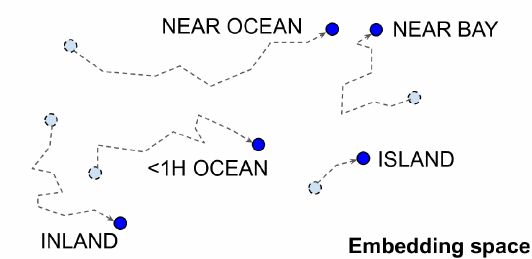 NEAR OCEAN
NEAR BAY
<1H OCEAN
ISLAND
INLAND
Embedding space